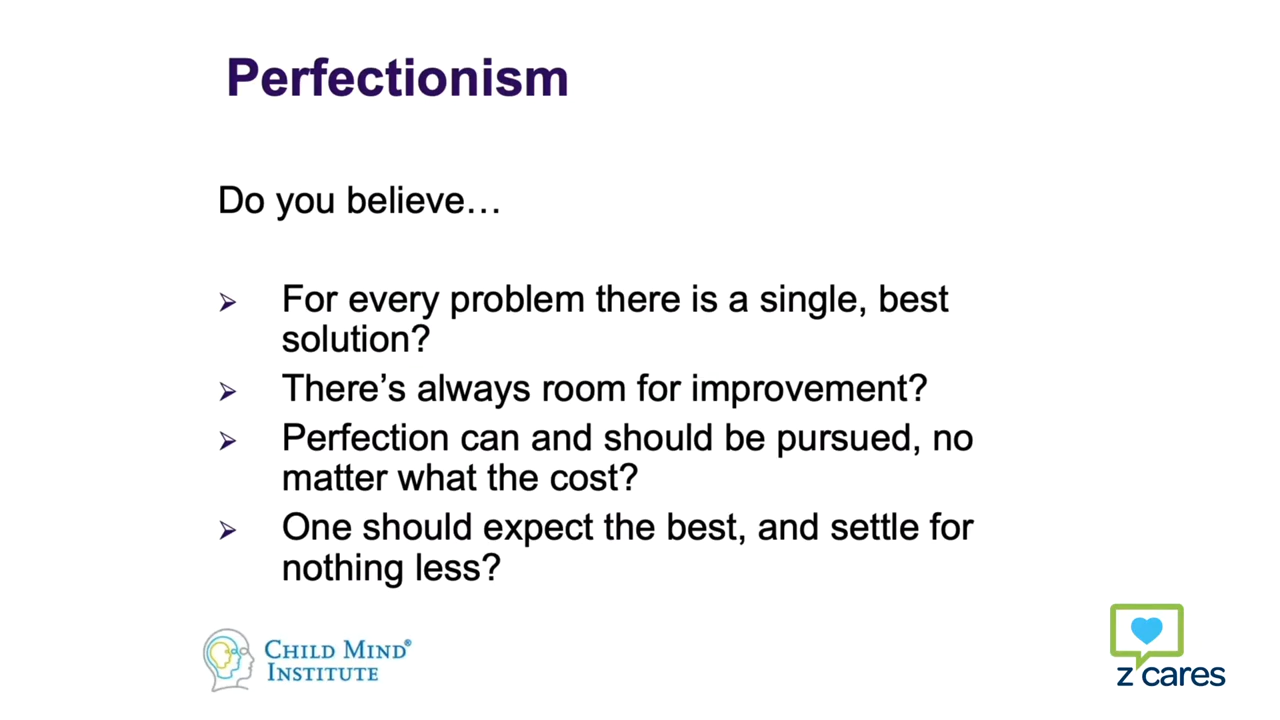 Perfectionism
Do you believe…
➢ For every problem there is a single, best
solution?
➢ There’s always room for improvement?
➢ Perfection can and should be pursued, no
matter what the cost?
➢ One should expect the best, and settle for
nothing less?
CHILD MIND®
INSTITUTE
z cares